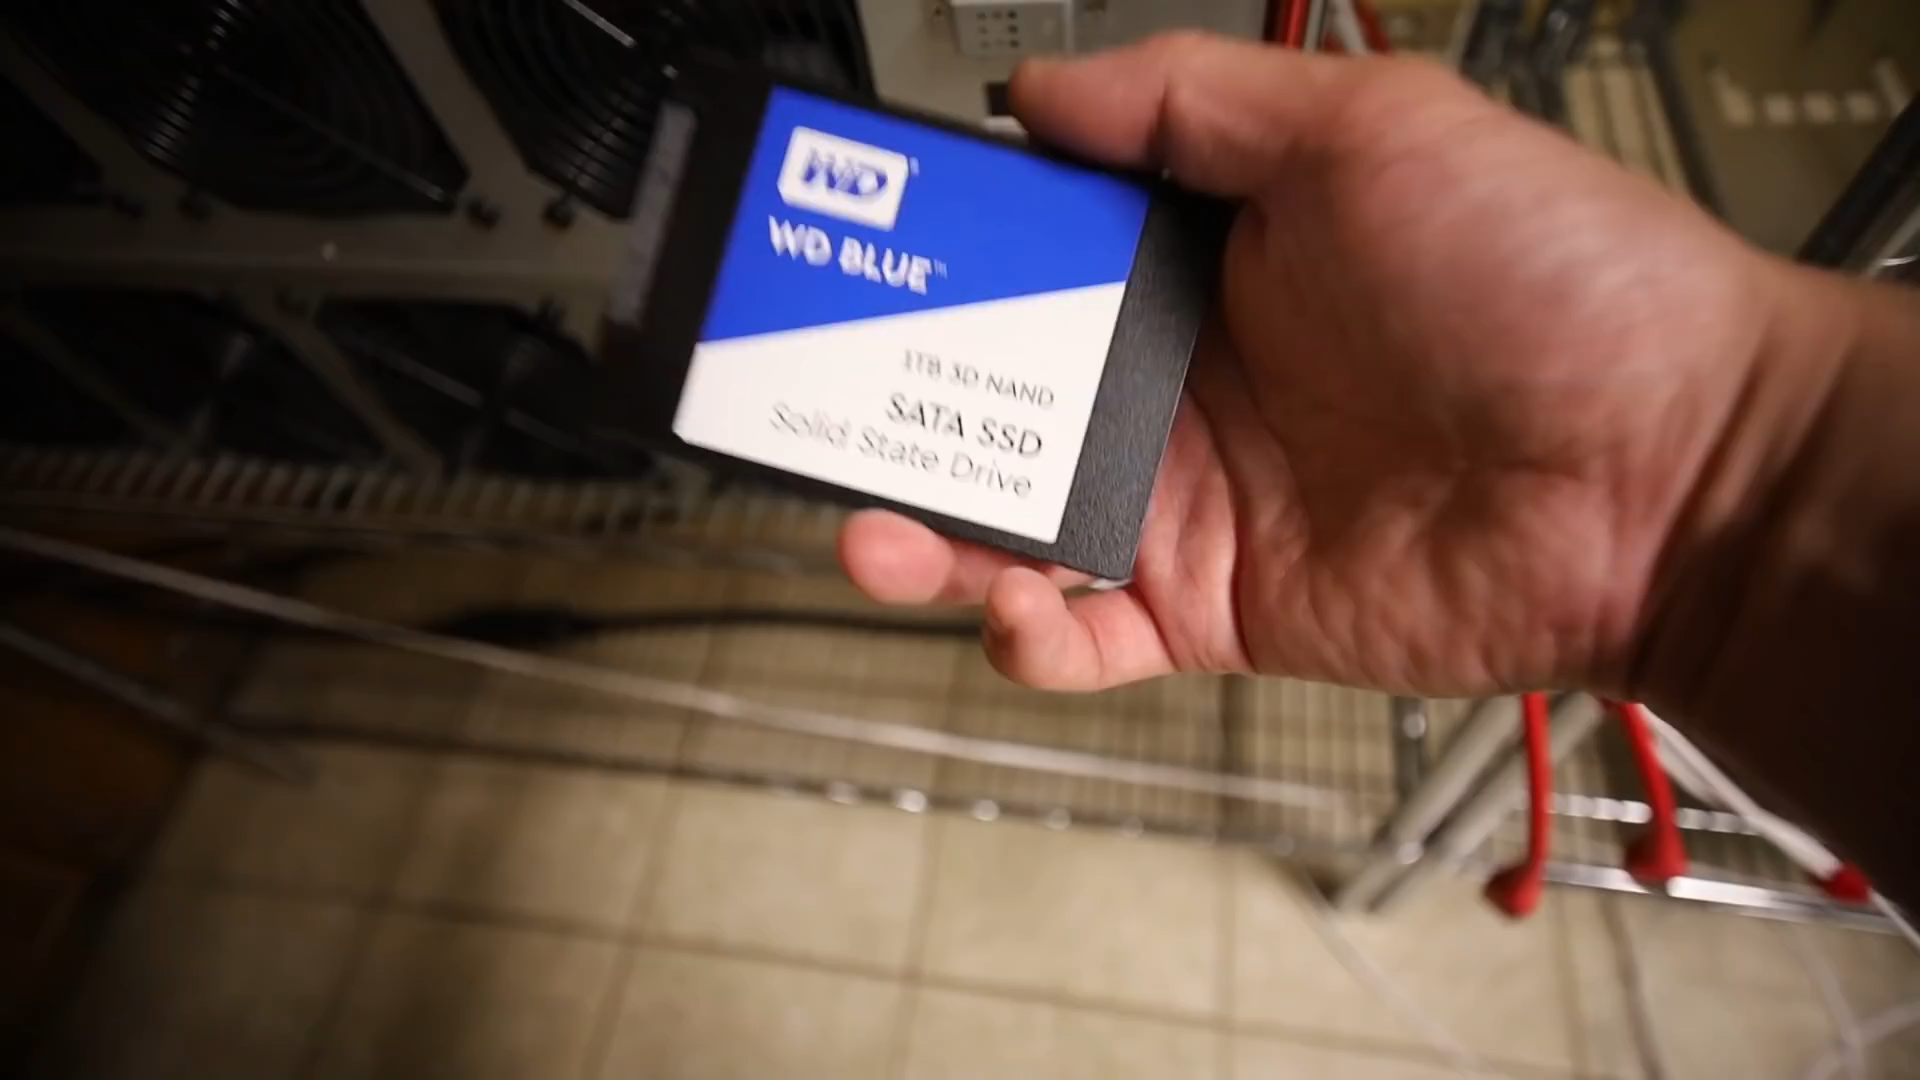 WD®
WD BLUE™
1TB 3D NAND
SATA SSD
Solid State Drive